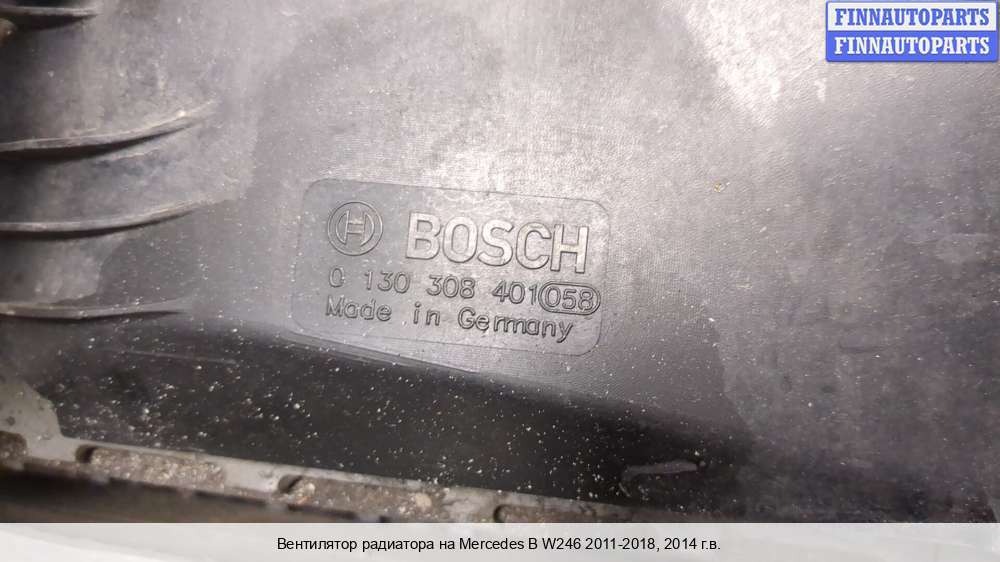 FINNAUTOPARTS
FINNAUTOPARTS
H BOSCH
0 130 308 401 058
Made in Germany
Вентилятор радиатора на Mercedes B W246 2011-2018, 2014 г.в.